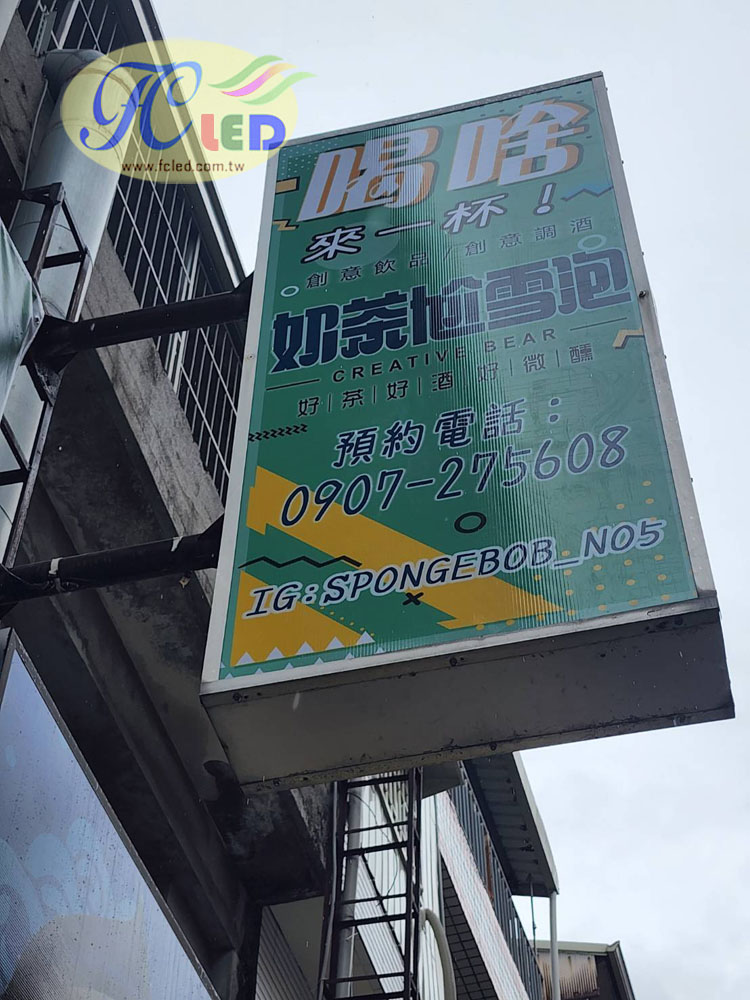 FC LED
www.fcled.com.tw
喝啥
來一杯！
創意飲品/創意調酒
奶茶尬雪泡
CREATIVE BEAR
好|茶|好|酒|好|微|醺
預約電話：
0907-275608
IG:SPONGEBOB_NO5